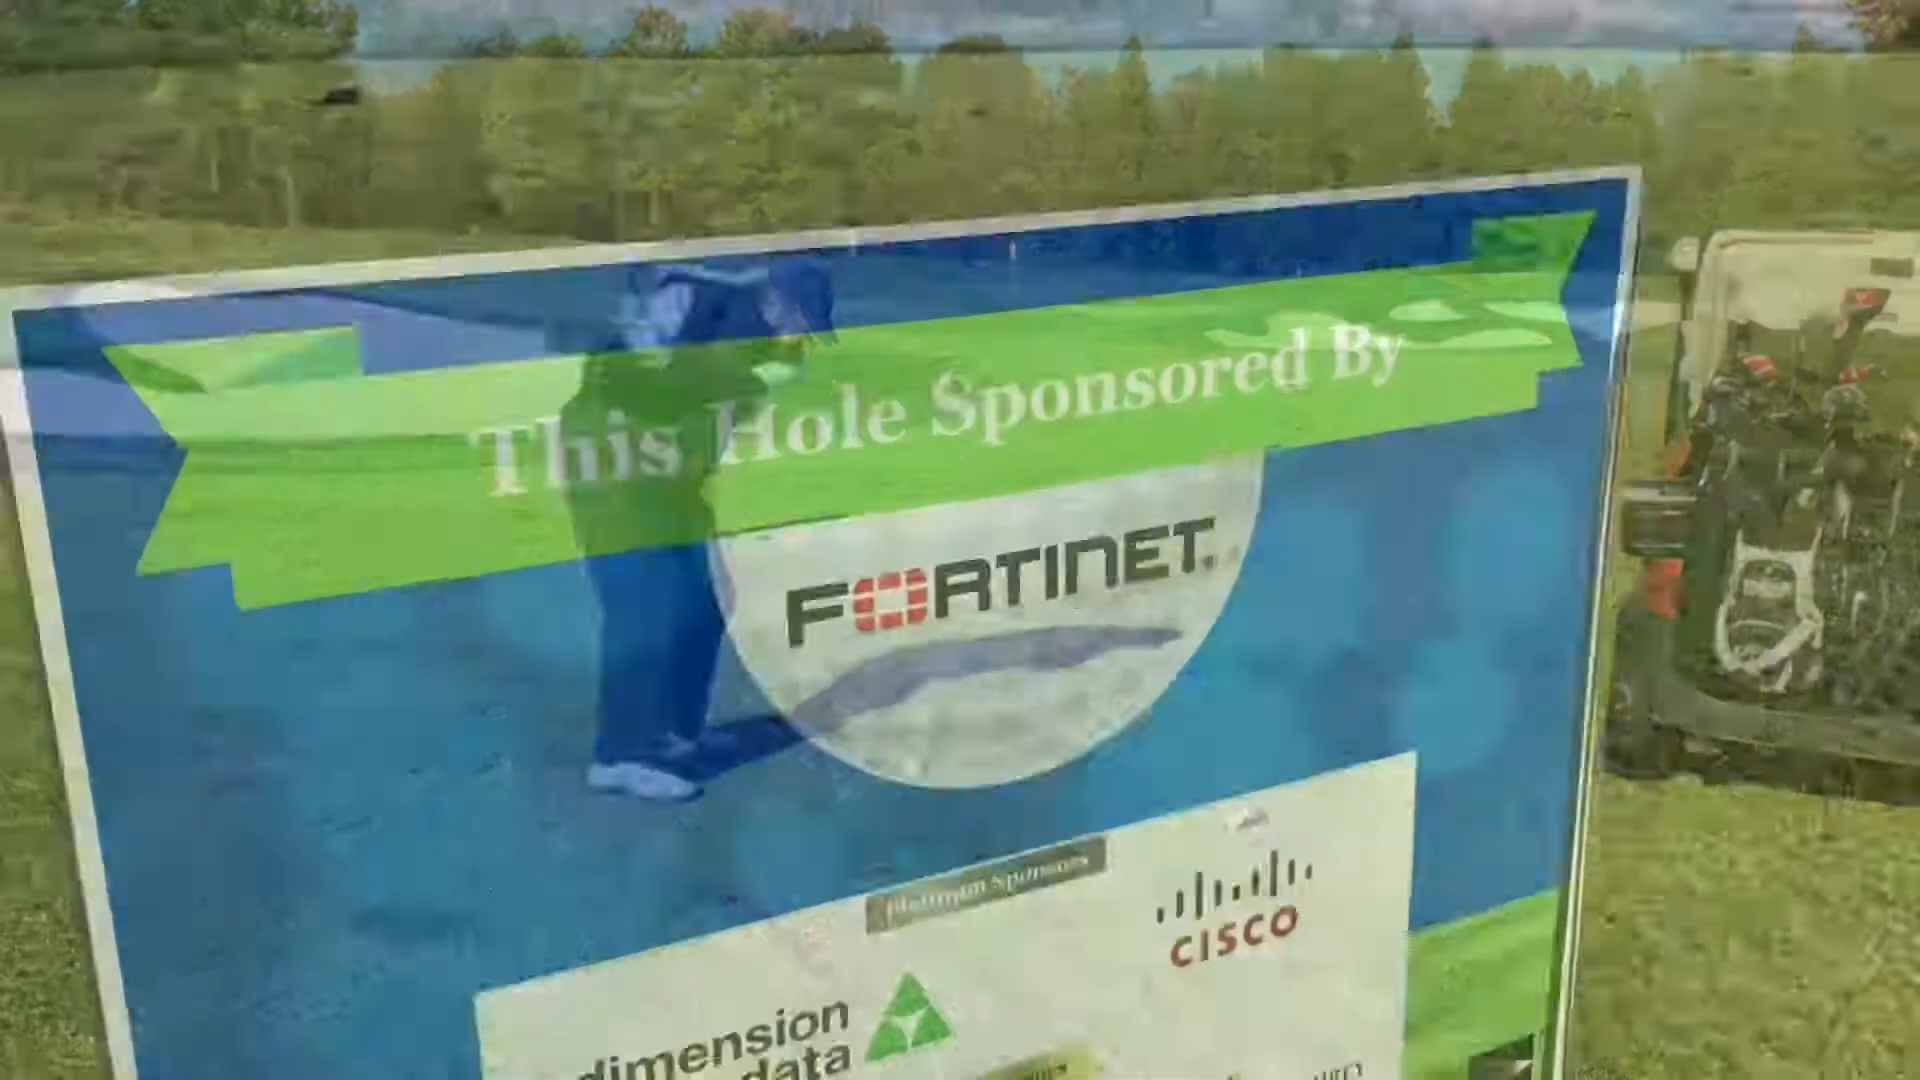 This Hole Sponsored By
FORTINET
Platinum Sponsors
CISCO
dimension
data